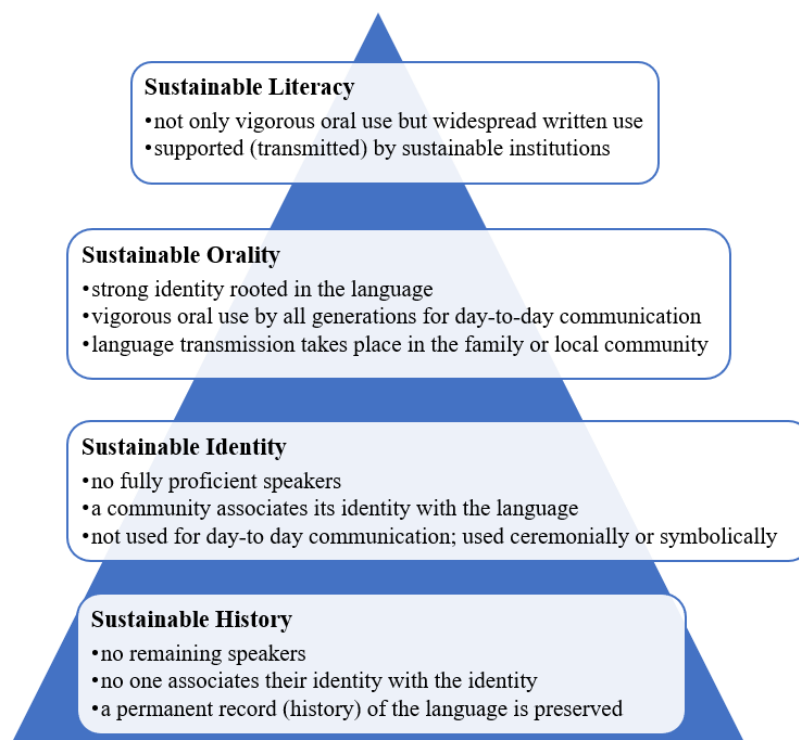 Sustainable Literacy
•not only vigorous oral use but widespread written use
•supported (transmitted) by sustainable institutions
Sustainable Orality
•strong identity rooted in the language
•vigorous oral use by all generations for day-to-day communication
•language transmission takes place in the family or local community
Sustainable Identity
•no fully proficient speakers
•a community associates its identity with the language
•not used for day-to day communication; used ceremonially or symbolically
Sustainable History
•no remaining speakers
•no one associates their identity with the identity
•a permanent record (history) of the language is preserved